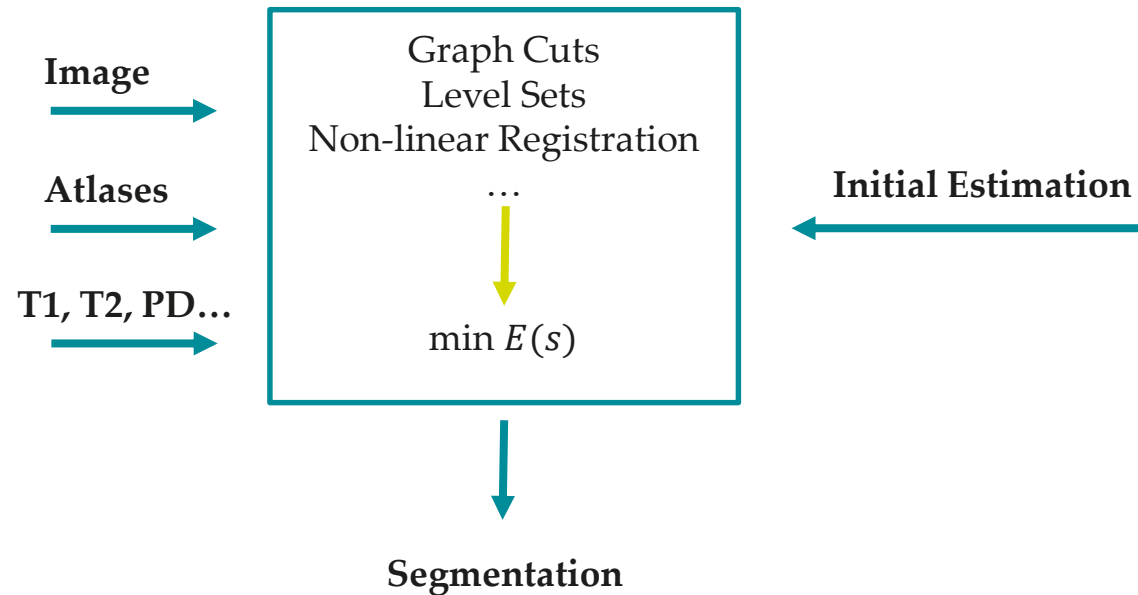 Image
Atlases
T1, T2, PD…
Graph Cuts
Level Sets
Non-linear Registration
…
min E(s)
Initial Estimation
Segmentation